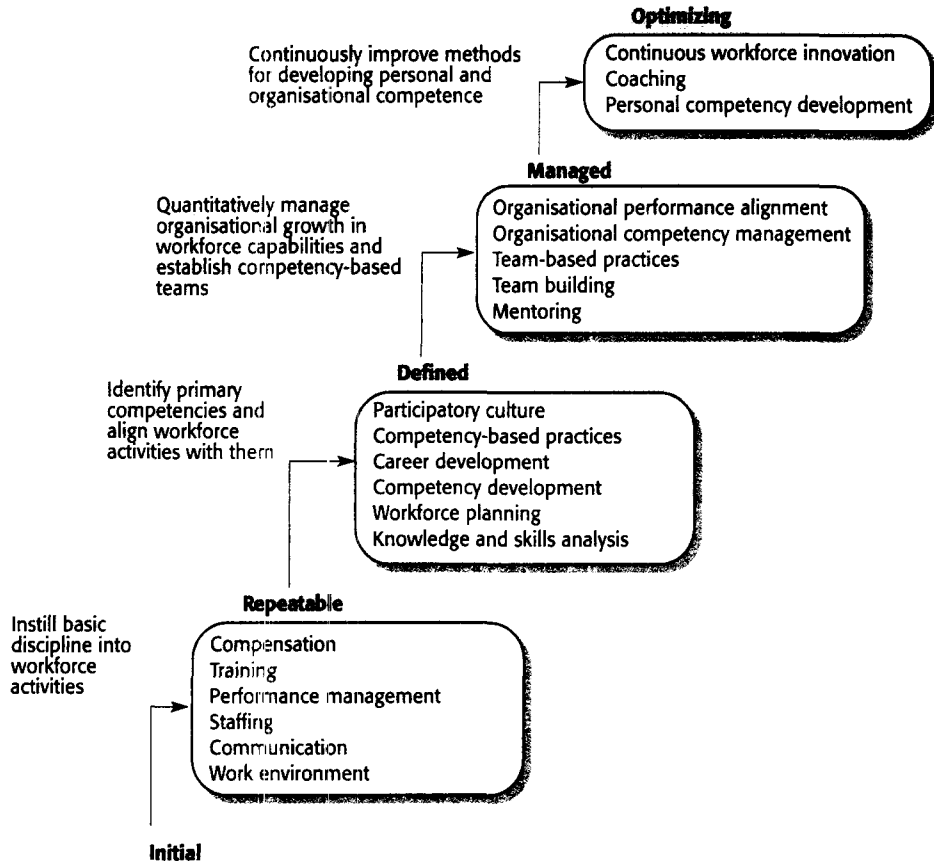 Optimizing
Continuously improve methods
for developing personal and
organisational competence
Continuous workforce innovation
Coaching
Personal competency development
Managed
Quantitatively manage
organisational growth in
workforce capabilities and
establish competency-based
teams
Organisational performance alignment
Organisational competency management
Team-based practices
Team building
Mentoring
Defined
Identify primary
competencies and
align workforce
activities with them
Participatory culture
Competency-based practices
Career development
Competency development
Workforce planning
Knowledge and skills analysis
Repeatable
Instill basic
discipline into
workforce
activities
Compensation
Training
Performance management
Staffing
Communication
Work environment
Initial